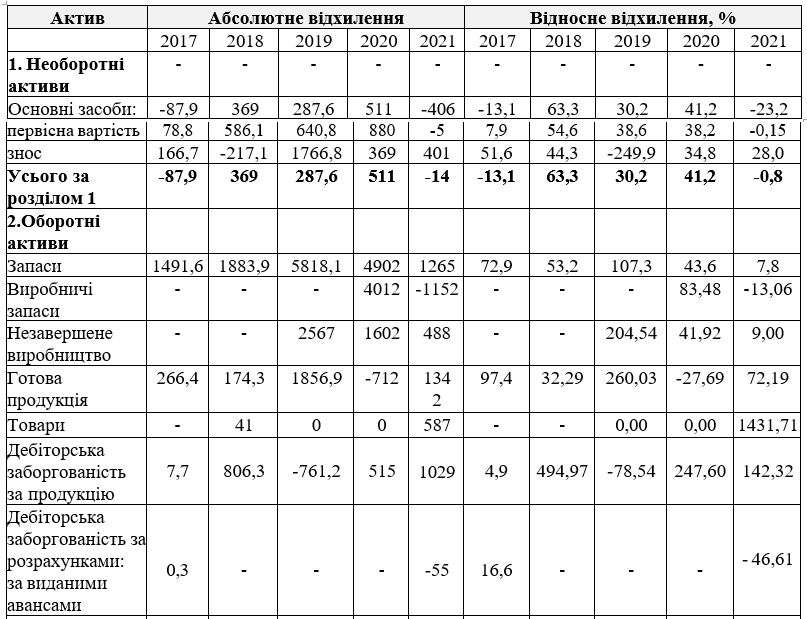 Актив Абсолютне відхилення Відносне відхилення, %
2017 2018 2019 2020 2021 2017 2018 2019 2020 2021
1. Необоротні - - - - - - - - - -
активи
Основні засоби: -87,9 369 287,6 511 -406 -13,1 63,3 30,2 41,2 -23,2
первісна вартість 78,8 586,1 640,8 880 -5 7,9 54,6 38,6 38,2 -0,15
знос 166,7 -217,1 1766,8 369 401 51,6 44,3 -249,9 34,8 28,0
Усього за -87,9 369 287,6 511 -14 -13,1 63,3 30,2 41,2 -0,8
розділом 1
2.Оборотні
активи
Запаси 1491,6 1883,9 5818,1 4902 1265 72,9 53,2 107,3 43,6 7,8
Виробничі - - - 4012 -1152 - - - 83,48 -13,06
запаси
Незавершене - - 2567 1602 488 - - 204,54 41,92 9,00
виробництво
Готова 266,4 174,3 1856,9 -712 134 97,4 32,29 260,03 -27,69 72,19
продукція 2
Товари - 41 0 0 587 - - 0,00 0,00 1431,71
Дебіторська
заборгованість 7,7 806,3 -761,2 515 1029 4,9 494,97 -78,54 247,60 142,32
за продукцію
Дебіторська
заборгованість за
розрахунками: 0,3 - - - -55 16,6 - - - - 46,61
за виданими
авансами